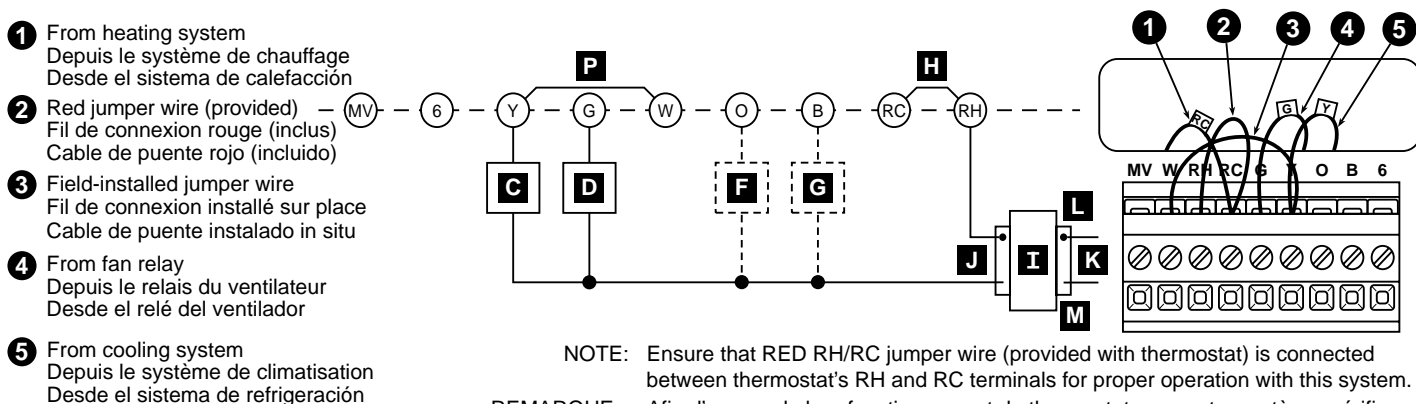 1 From heating system
Depuis le système de chauffage
Desde el sistema de calefacción
2 Red jumper wire (provided)
Fil de connexion rouge (inclus)
Cable de puente rojo (incluido)
3 Field-installed jumper wire
Fil de connexion installé sur place
Cable de puente instalado in situ
4 From fan relay
Depuis le relais du ventilateur
Desde el relé del ventilador
5 From cooling system
Depuis le système de climatisation
Desde el sistema de refrigeración
P H
MV 6 Y G W O B RC RH
C D F G
L
J I K
M
1 2 3 4 5
RC G Y
MV W RH RC G Y O B 6
NOTE: Ensure that RED RH/RC jumper wire (provided with thermostat) is connected
between thermostat's RH and RC terminals for proper operation with this system.